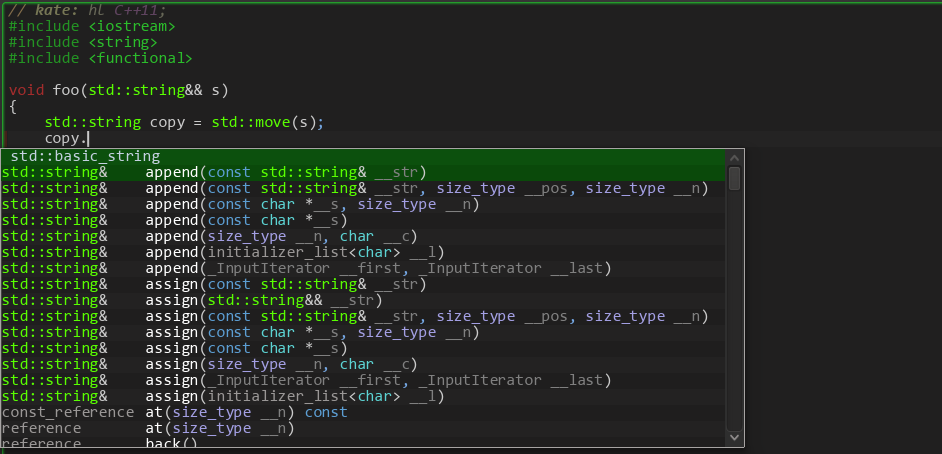 // kate: hl C++11;
#include <iostream>
#include <string>
#include <functional>
void foo(std::string&& s)
{
    std::string copy = std::move(s);
    copy.
std::basic_string
std::string& append(const std::string& __str)
std::string& append(const std::string& __str, size_type __pos, size_type __n)
std::string& append(const char *__s, size_type __n)
std::string& append(const char *__s)
std::string& append(size_type __n, char __c)
std::string& append(initializer_list<char> __l)
std::string& append(_InputIterator __first, _InputIterator __last)
std::string& assign(const std::string& __str)
std::string& assign(std::string&& __str)
std::string& assign(const std::string& __str, size_type __pos, size_type __n)
std::string& assign(const char *__s, size_type __n)
std::string& assign(const char *__s)
std::string& assign(size_type __n, char __c)
std::string& assign(_InputIterator __first, _InputIterator __last)
std::string& assign(initializer_list<char> __l)
const_reference at(size_type __n) const
reference at(size_type __n)
reference back()